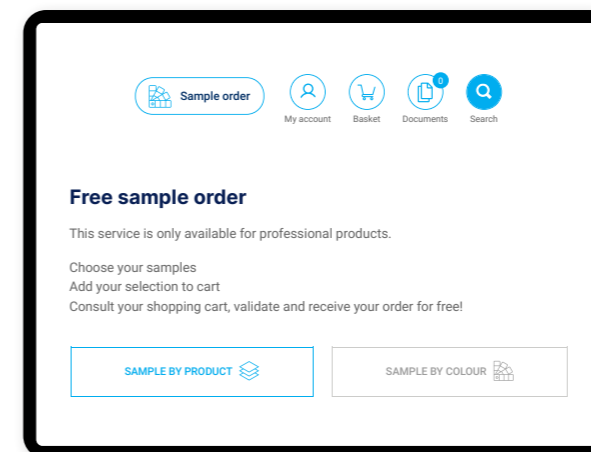 Sample order
0
My account
Basket
Documents
Search
Free sample order
This service is only available for professional products.
Choose your samples
Add your selection to cart
Consult your shopping cart, validate and receive your order for free!
SAMPLE BY PRODUCT
SAMPLE BY COLOUR